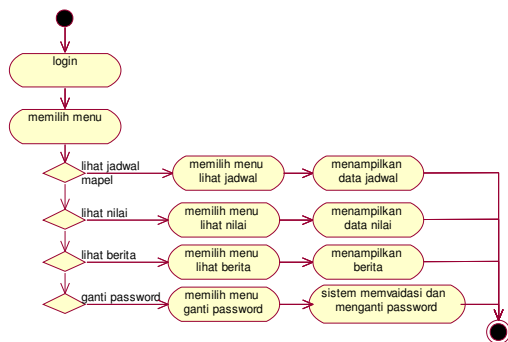 login
memilih menu
lihat jadwal
mapel
memilih menu
lihat jadwal
menampilkan
data jadwal
lihat nilai
memilih menu
lihat nilai
menampilkan
data nilai
lihat berita
memilih menu
lihat berita
menampilkan
berita
ganti password
memilih menu
ganti password
sistem memvaidasi dan
menganti password